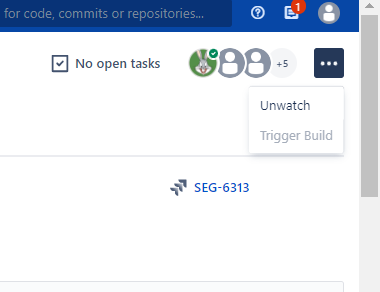 for code, commits or repositories...
1
No open tasks
+5
Unwatch
Trigger Build
SEG-6313